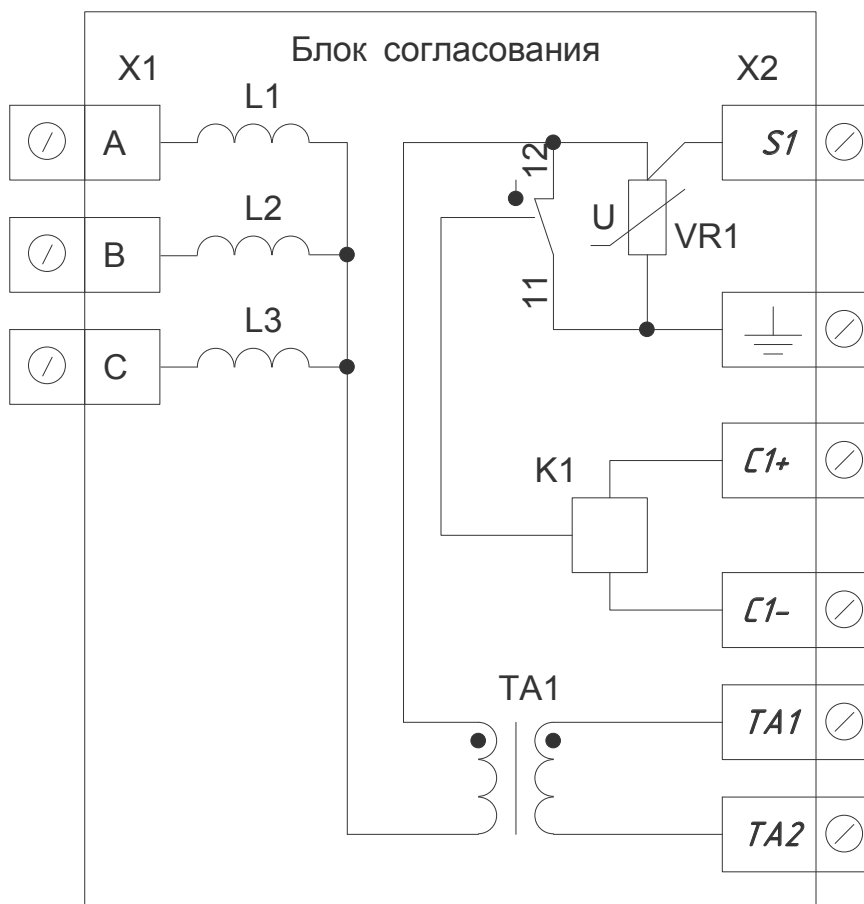 Блок согласования
X1
X2
L1
A
S1
12
L2
U
VR1
B
11
L3
C
C1+
K1
C1-
TA1
TA1
TA2